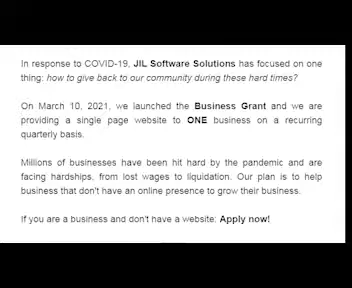 In response to COVID-19, JIL Software Solutions has focused on one
thing: how to give back to our community during these hard times?
On March 10, 2021, we launched the Business Grant and we are
providing a single page website to ONE business on a recurring
quarterly basis.
Millions of businesses have been hit hard by the pandemic and are
facing hardships, from lost wages to liquidation. Our plan is to help
business that don't have an online presence to grow their business.
If you are a business and don't have a website: Apply now!